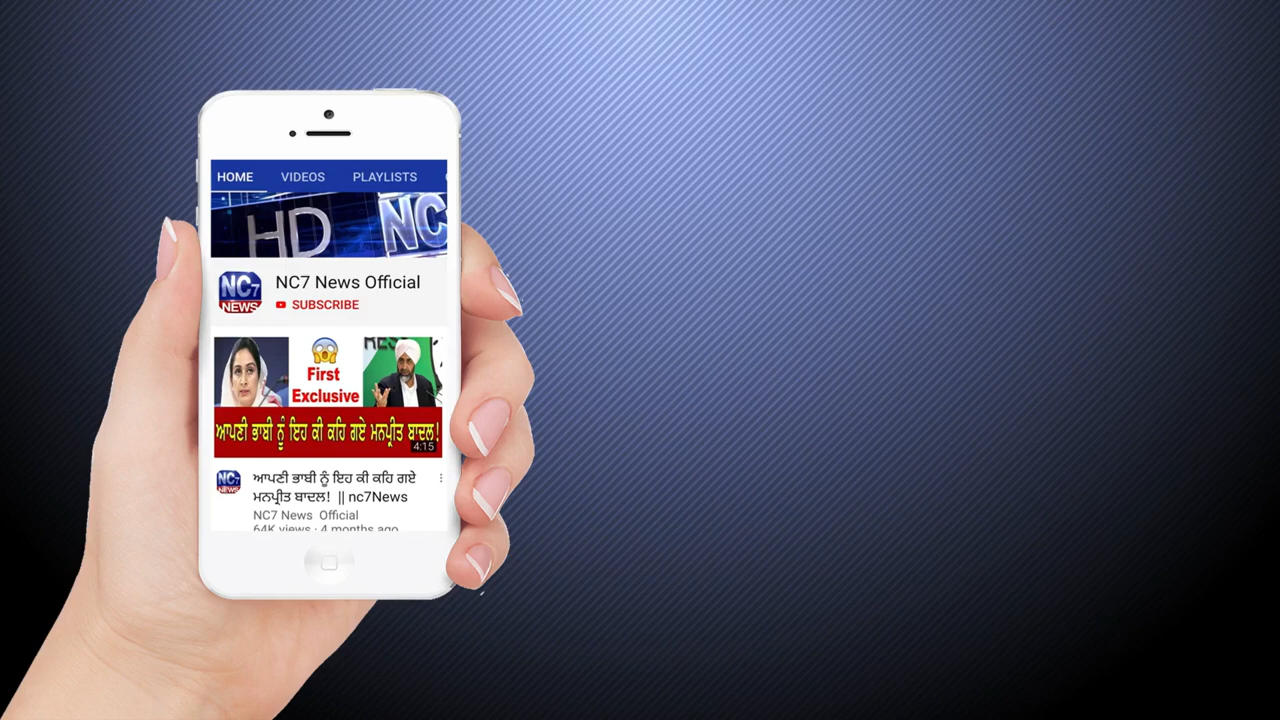 HOME VIDEOS PLAYLISTS
HD NC
NC7 NEWS
NC7 News Official
SUBSCRIBE
First
Exclusive
ਆਪਣੀ ਭਾਬੀ ਨੂੰ ਇਹ ਕੀ ਕਹਿ ਗਏ ਮਨਪ੍ਰੀਤ ਬਾਦਲ!
4:15
NC7 NEWS
ਆਪਣੀ ਭਾਬੀ ਨੂੰ ਇਹ ਕੀ ਕਹਿ ਗਏ
ਮਨਪ੍ਰੀਤ ਬਾਦਲ! || nc7News
NC7 News Official
64K views · 4 months ago